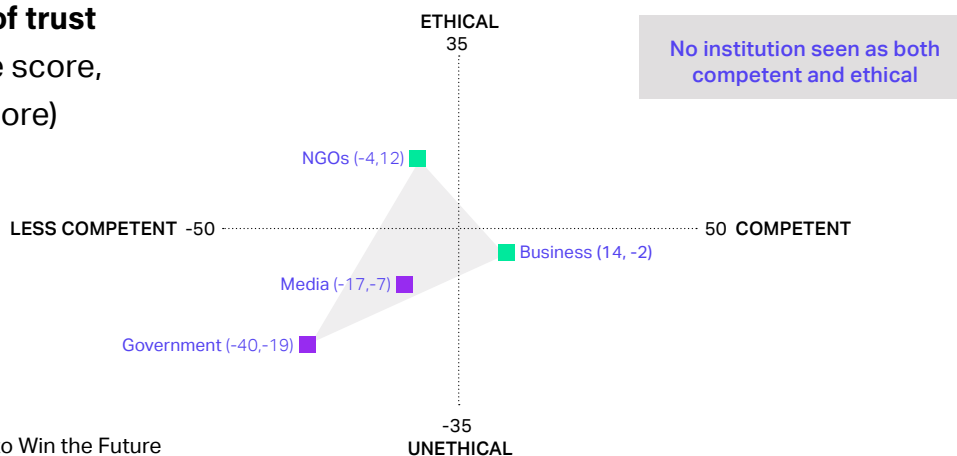 of trust
score,
ore)
ETHICAL
35
No institution seen as both
competent and ethical
NGOs (-4,12)
LESS COMPETENT -50
50 COMPETENT
Business (14, -2)
Media (-17,-7)
Government (-40,-19)
-35
UNETHICAL
o Win the Future